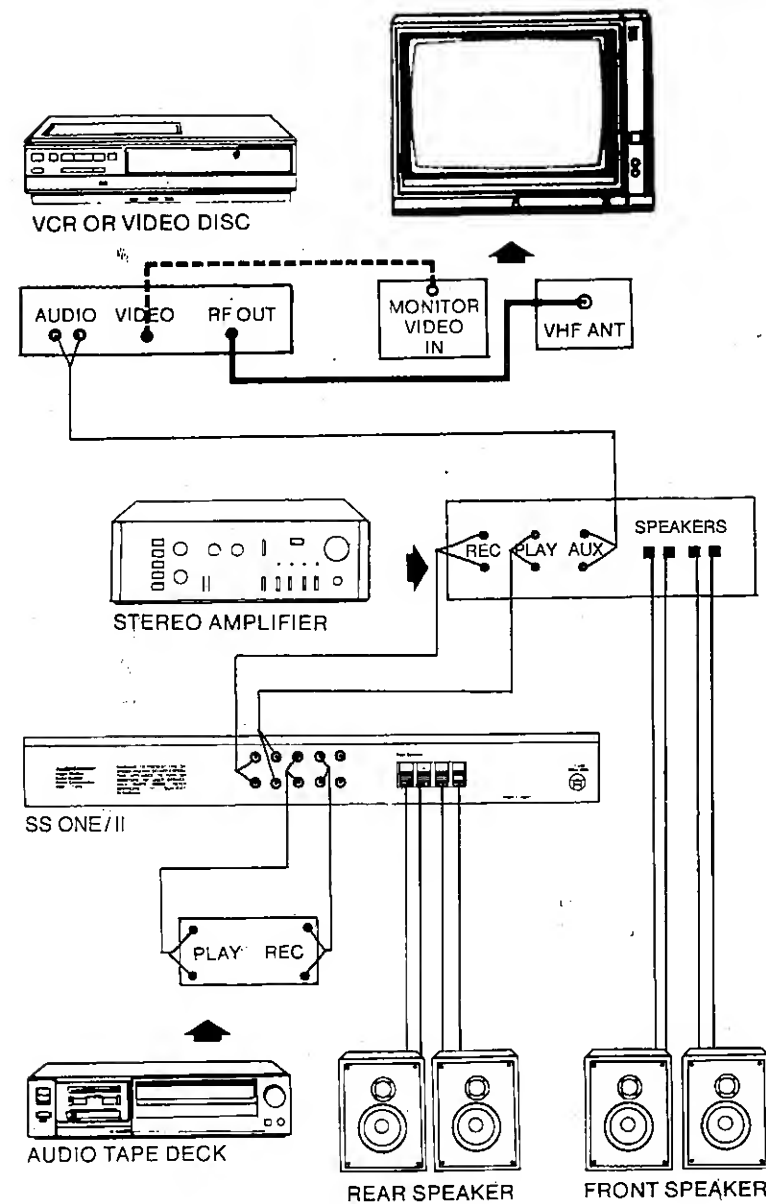 VCR OR VIDEO DISC
AUDIO VIDEO RF OUT
MONITOR
VIDEO
IN
VHF ANT
REC PLAY AUX
SPEAKERS
STEREO AMPLIFIER
SS ONE/II
PLAY REC
AUDIO TAPE DECK
REAR SPEAKER
FRONT SPEAKER